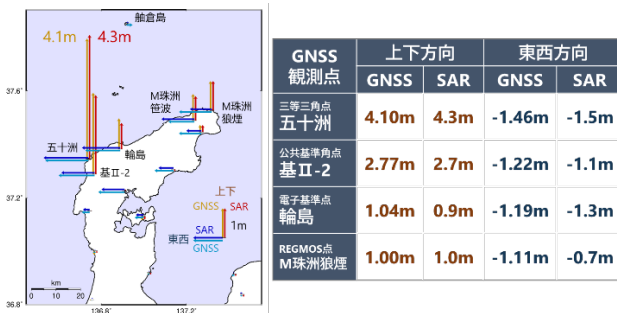 舳倉島
4.1m 4.3m
37.6
M珠洲
笹波
M珠洲
狼煙
五十洲
輪島
基Ⅱ-2
37.2
上下
GNSS SAR
1m
SAR
東西
GNSS
km
0 10 20
36.8
136.8 137.2
GNSS
観測点
上下方向 東西方向
GNSS SAR GNSS SAR
三等三角点
五十洲
4.10m 4.3m -1.46m -1.5m
公共基準角点
基Ⅱ-2
2.77m 2.7m -1.22m -1.1m
電子基準点
輪島
1.04m 0.9m -1.19m -1.3m
REGMOS点
M珠洲狼煙
1.00m 1.0m -1.11m -0.7m